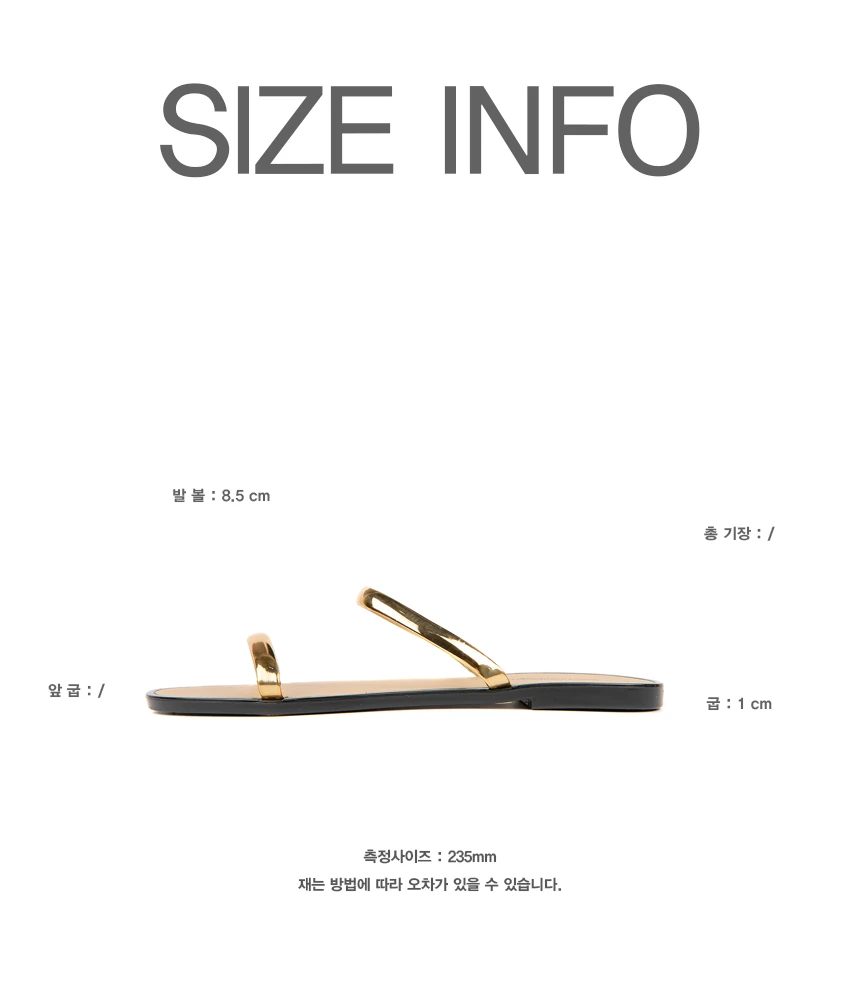 SIZE INFO
발 볼 : 8.5 cm
총 기장 : /
앞 굽 : /
굽 : 1 cm
측정사이즈 : 235mm
재는 방법에 따라 오차가 있을 수 있습니다.